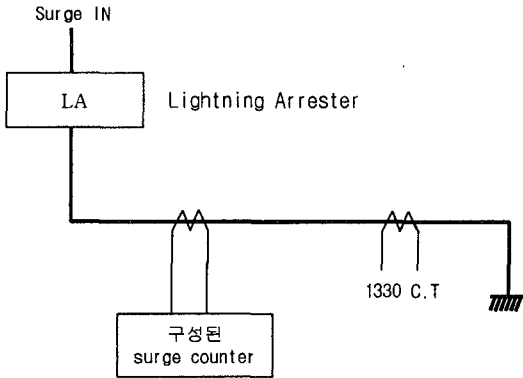 Surge IN
LA
Lightning Arrester
1330 C.T
구성된
surge counter